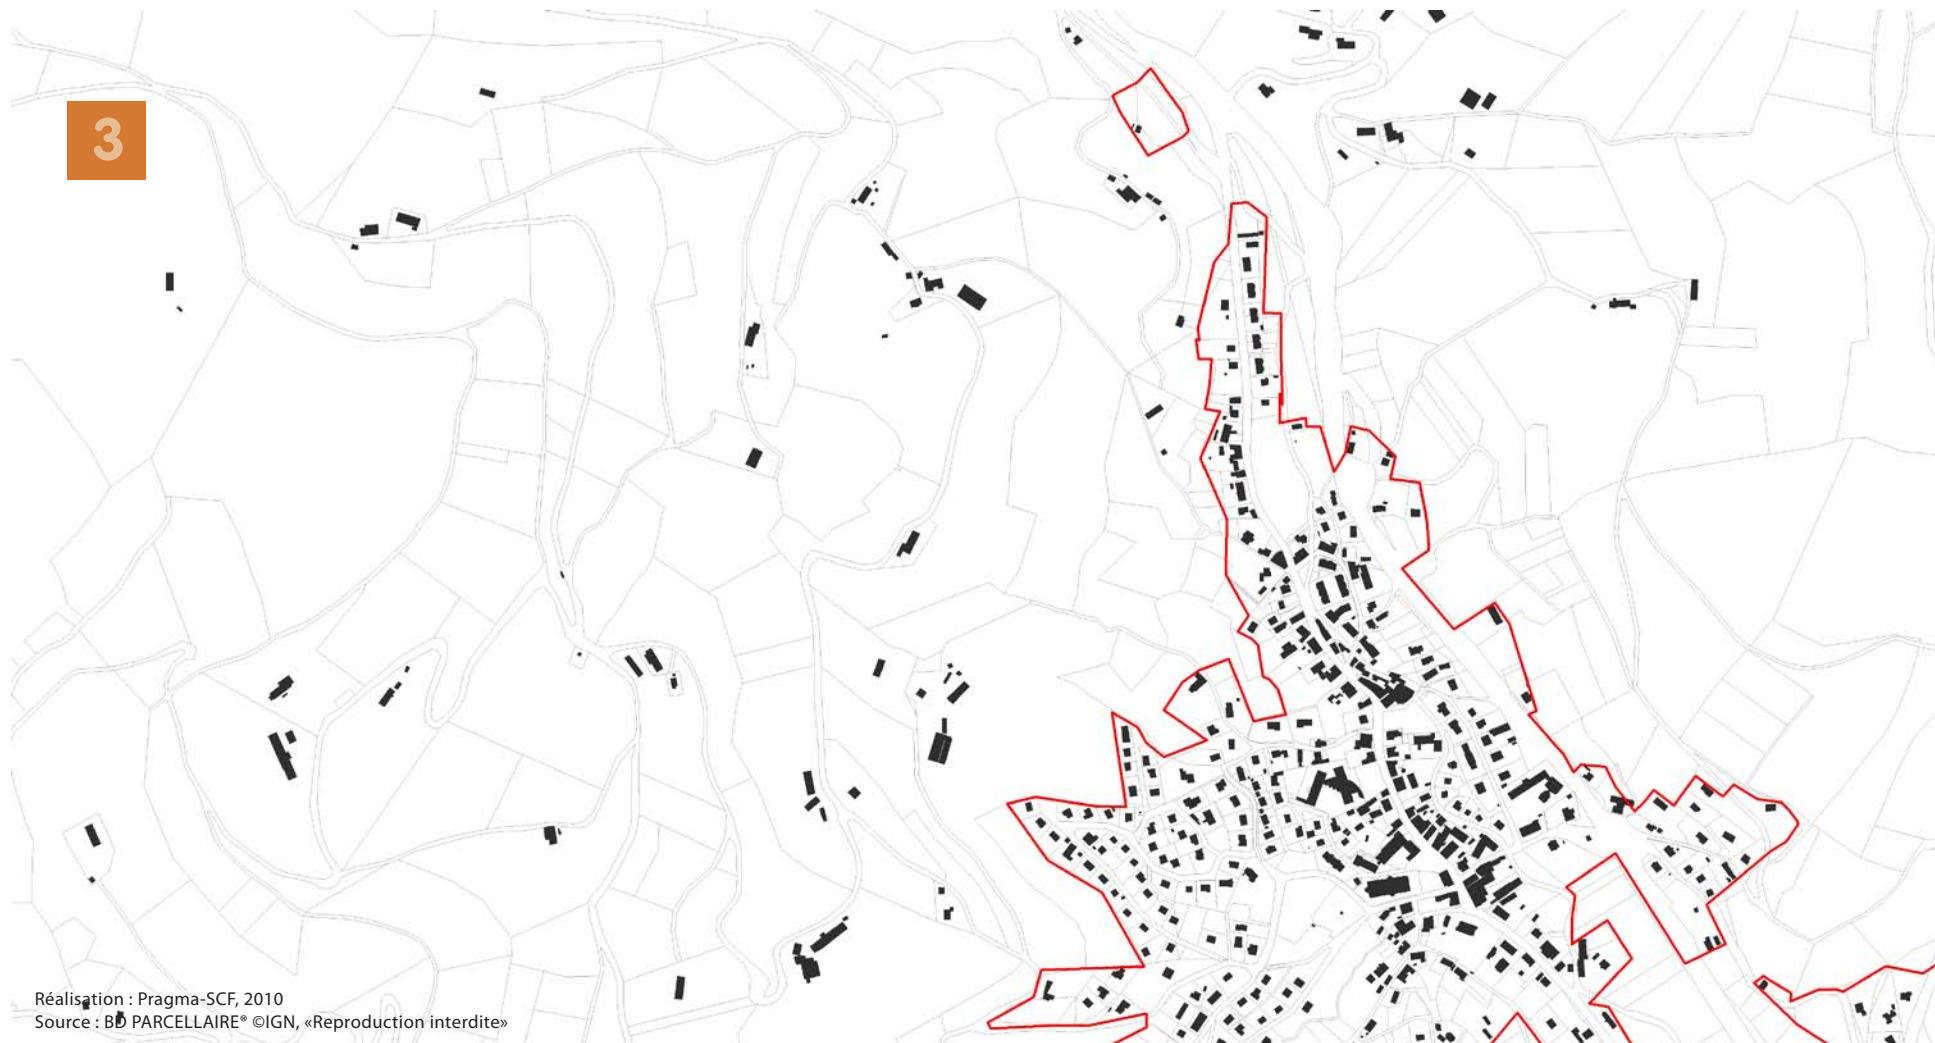 3
Réalisation : Pragma-SCF, 2010
Source : BD PARCELLAIRE® ©IGN, «Reproduction interdite»